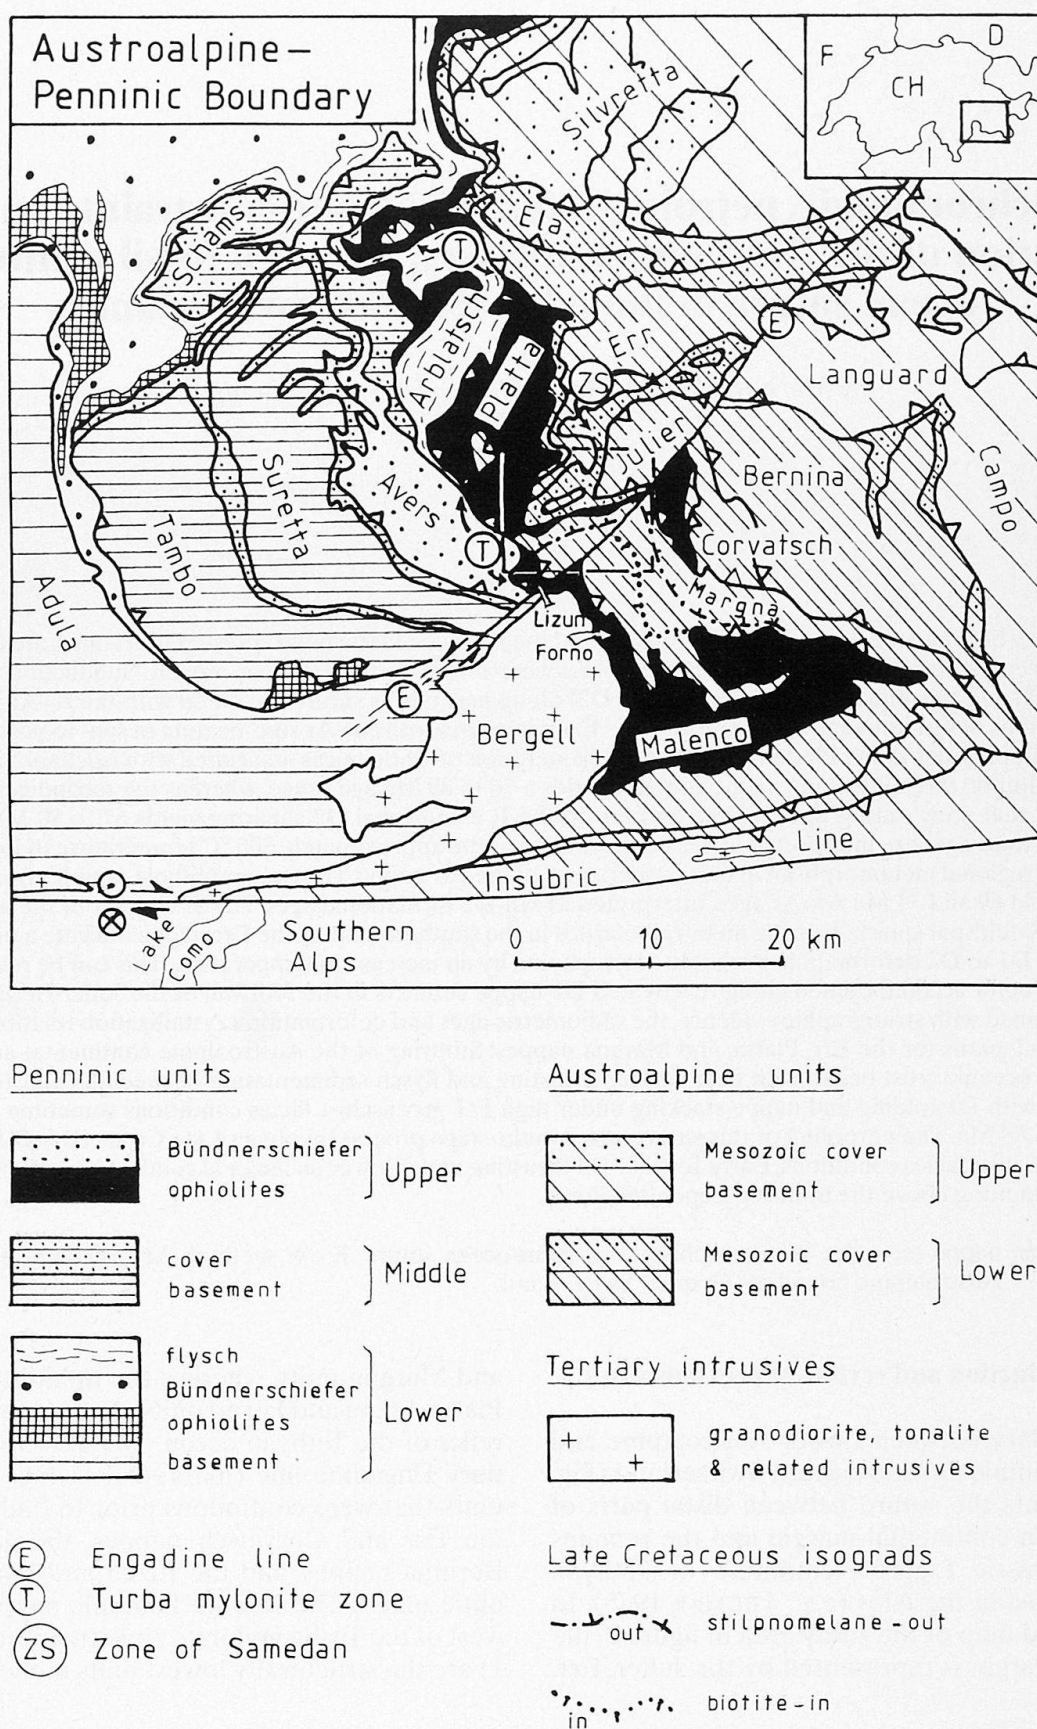 Austroalpine–
Penninic Boundary
F
D
CH
I
Silvretta
Schams
Ela
T
E
Err
Arblatsch
Platta
ZS
Languard
Julier
Suretta
Avers
Bernina
Campo
Tambo
T
Corvatsch
Adula
Margna
Lizun
Forno
E
Bergell
Malenco
Line
Insubric
Lake
Como
Southern
Alps
0 10 20 km
Penninic units
Bündnerschiefer
ophiolites
Upper
cover
basement
Middle
flysch
Bündnerschiefer
ophiolites
basement
Lower
E Engadine line
T Turba mylonite zone
ZS Zone of Samedan
Austroalpine units
Mesozoic cover
basement
Upper
Mesozoic cover
basement
Lower
Tertiary intrusives
granodiorite, tonalite
& related intrusives
Late Cretaceous isograds
out
stilpnomelane-out
in
biotite-in